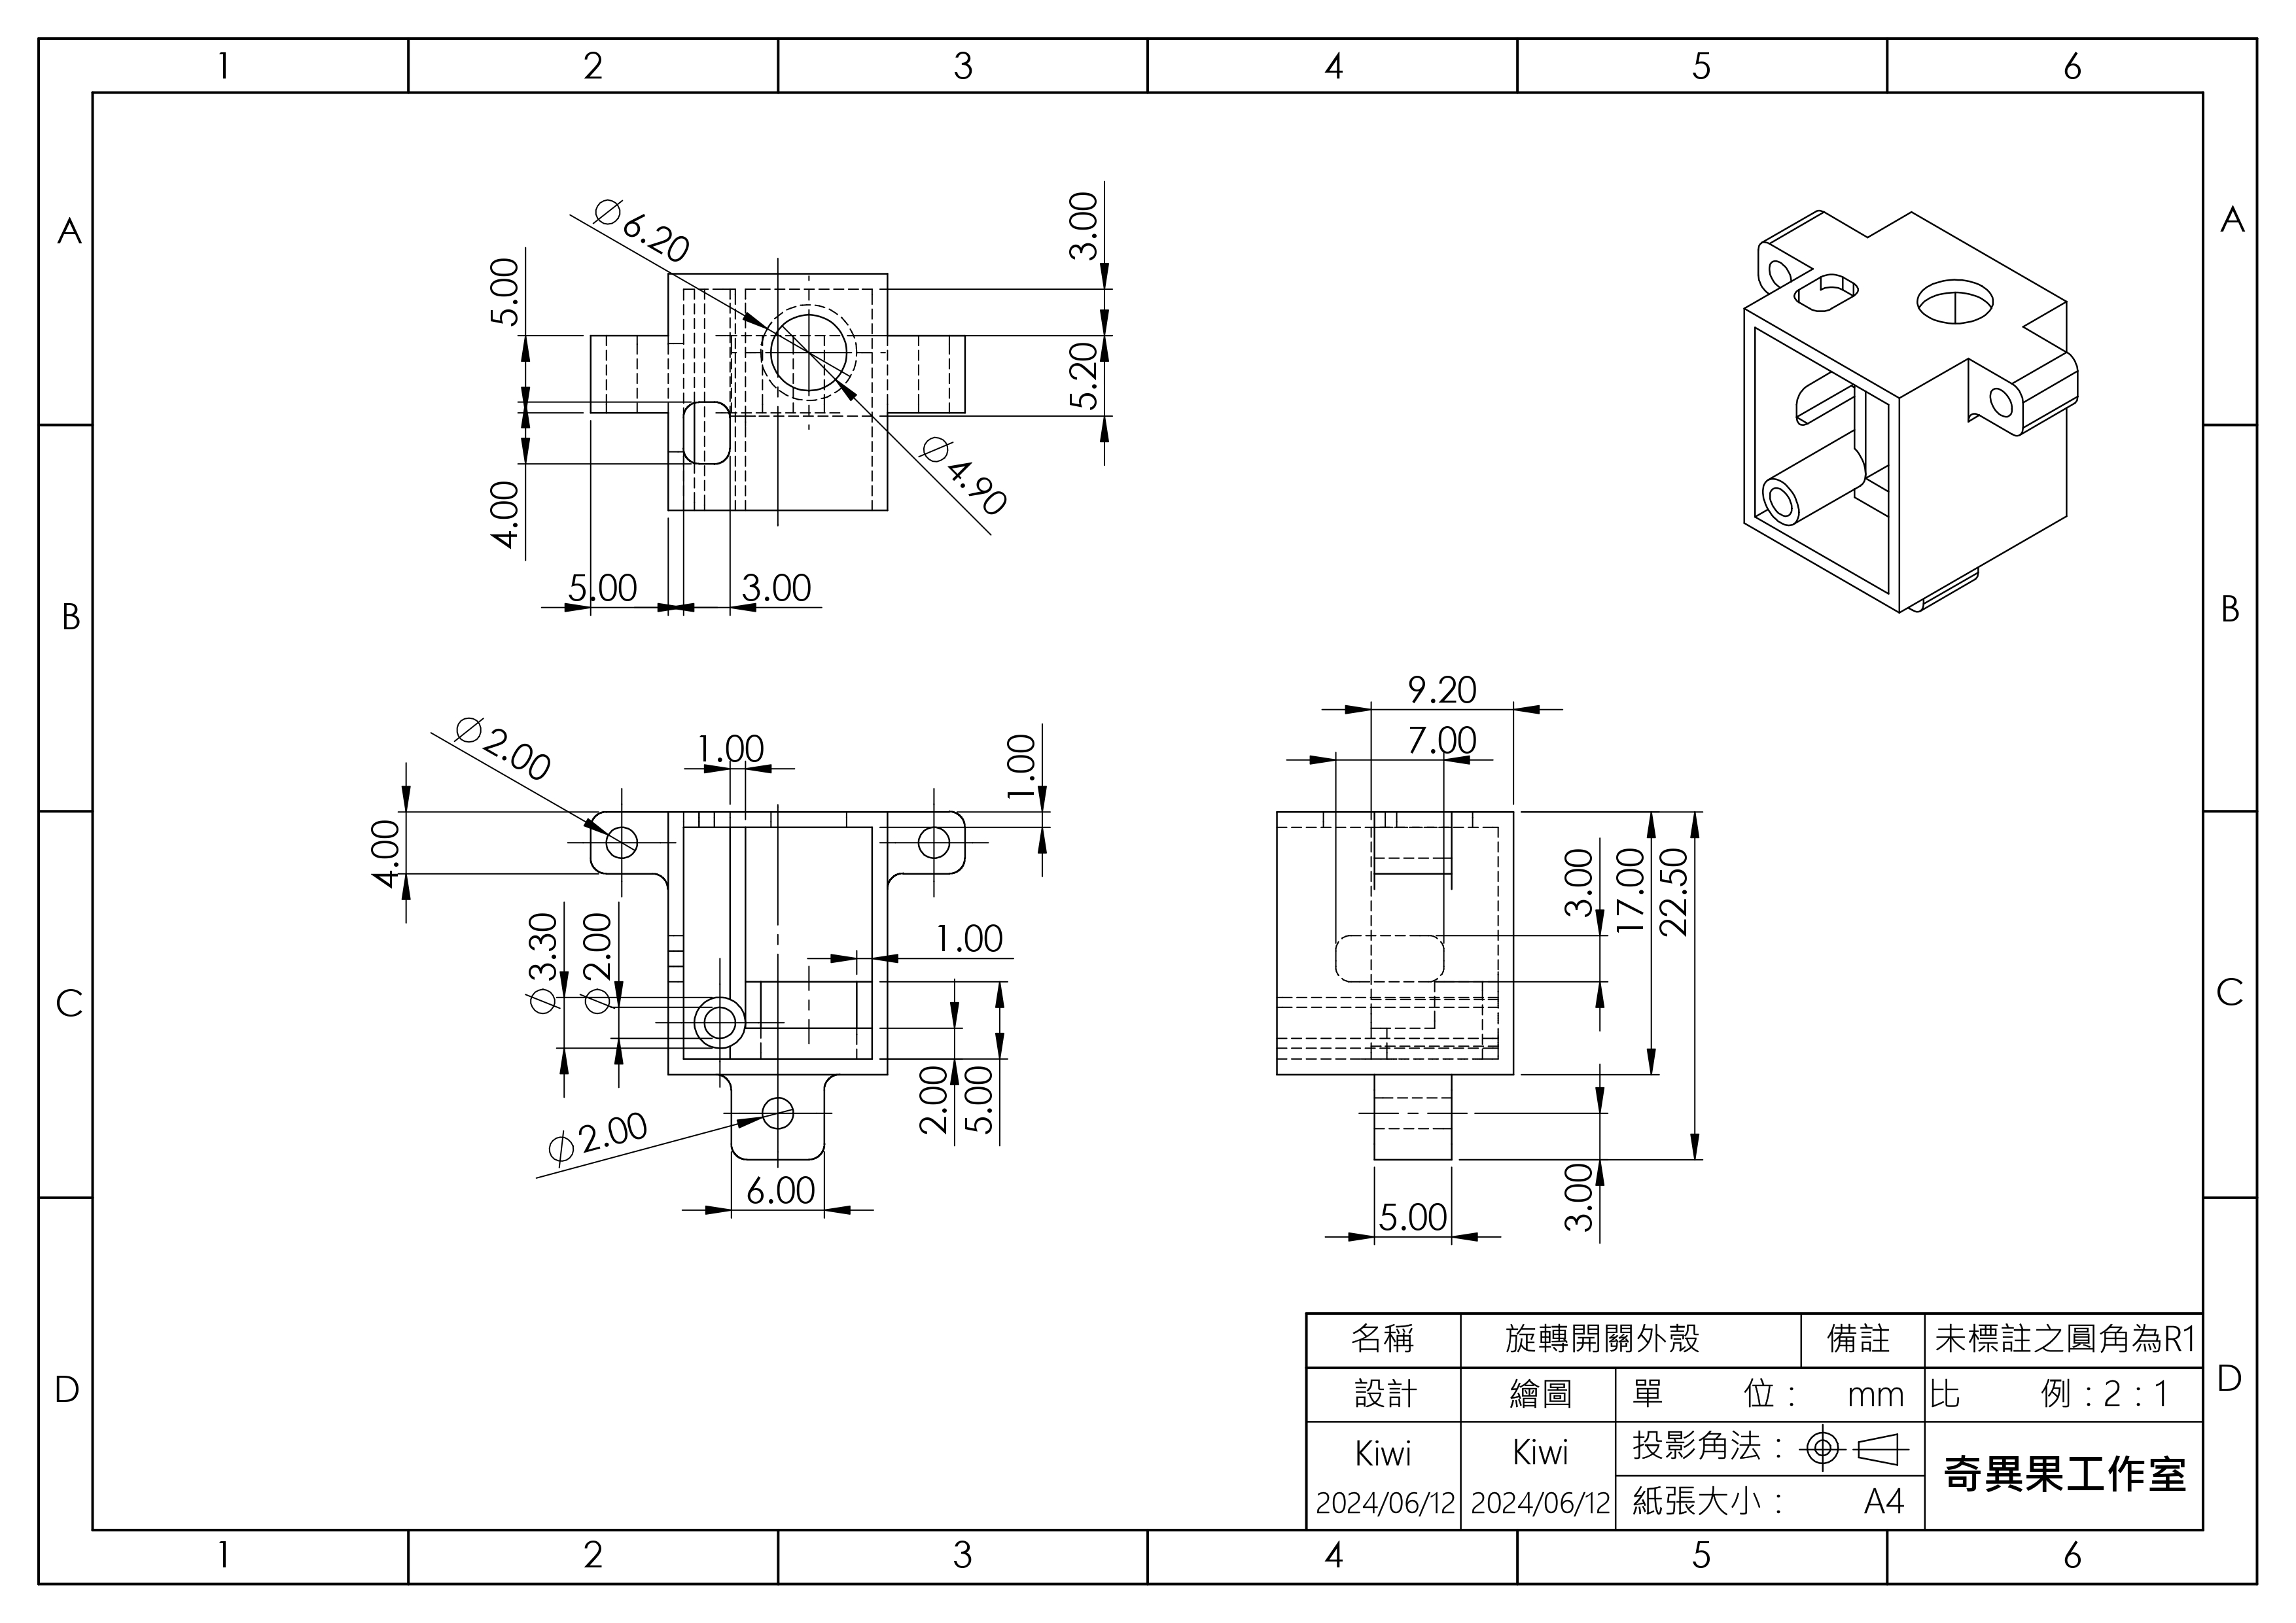 1 2 3 4 5 6
A A
⌀6.20
3.00
5.00
5.20
⌀4.90
4.00
5.00 3.00
B B
9.20
⌀2.00
1.00
1.00
7.00
4.00
3.00
17.00
22.50
⌀3.30
⌀2.00
1.00
C C
2.00
5.00
⌀2.00
6.00
3.00
5.00
D D
名稱 旋轉開關外殼 備註 未標註之圓角為R1
設計 繪圖 單 位 : mm 比 例 : 2 : 1
Kiwi Kiwi 投影角法 :
2024/06/12 2024/06/12 紙張大小 : A4
奇異果工作室
1 2 3 4 5 6